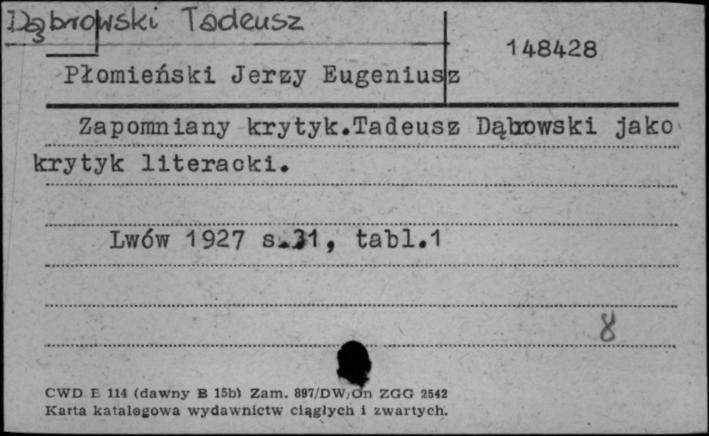 Dąbrowski Tadeusz
148428
Płomieński Jerzy Eugeniusz
Zapomniany krytyk.Tadeusz Dąbrowski jako
krytyk literacki.
Lwów 1927 s.31, tabl.1
8
CWD E 114 (dawny B 15b) Zam. 897/DW/On ZGG 2542
Karta katalogowa wydawnictw ciągłych i zwartych.